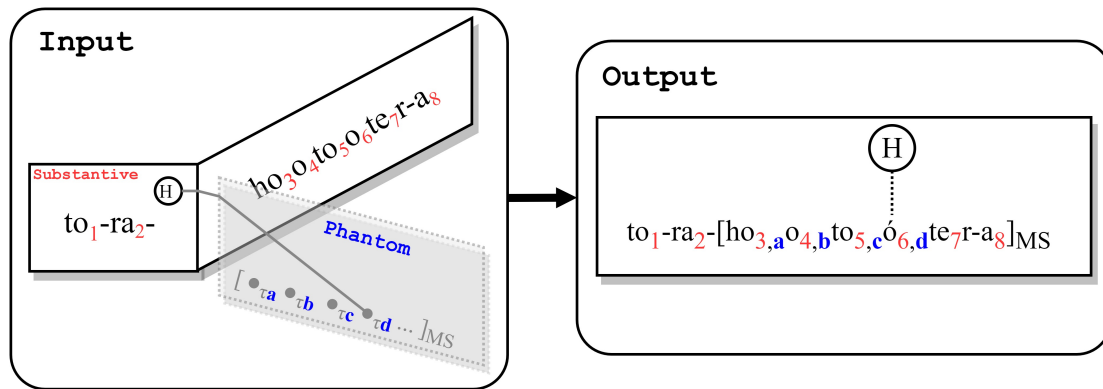 Input
Substantive
H
to1-ra2-
ho3o4to5o6te7r-a8
Phantom
[ •τa •τb •τc •τd ... ]MS
Output
H
to1-ra2-[ho3,ao4,bto5,có6,dte7r-a8]MS